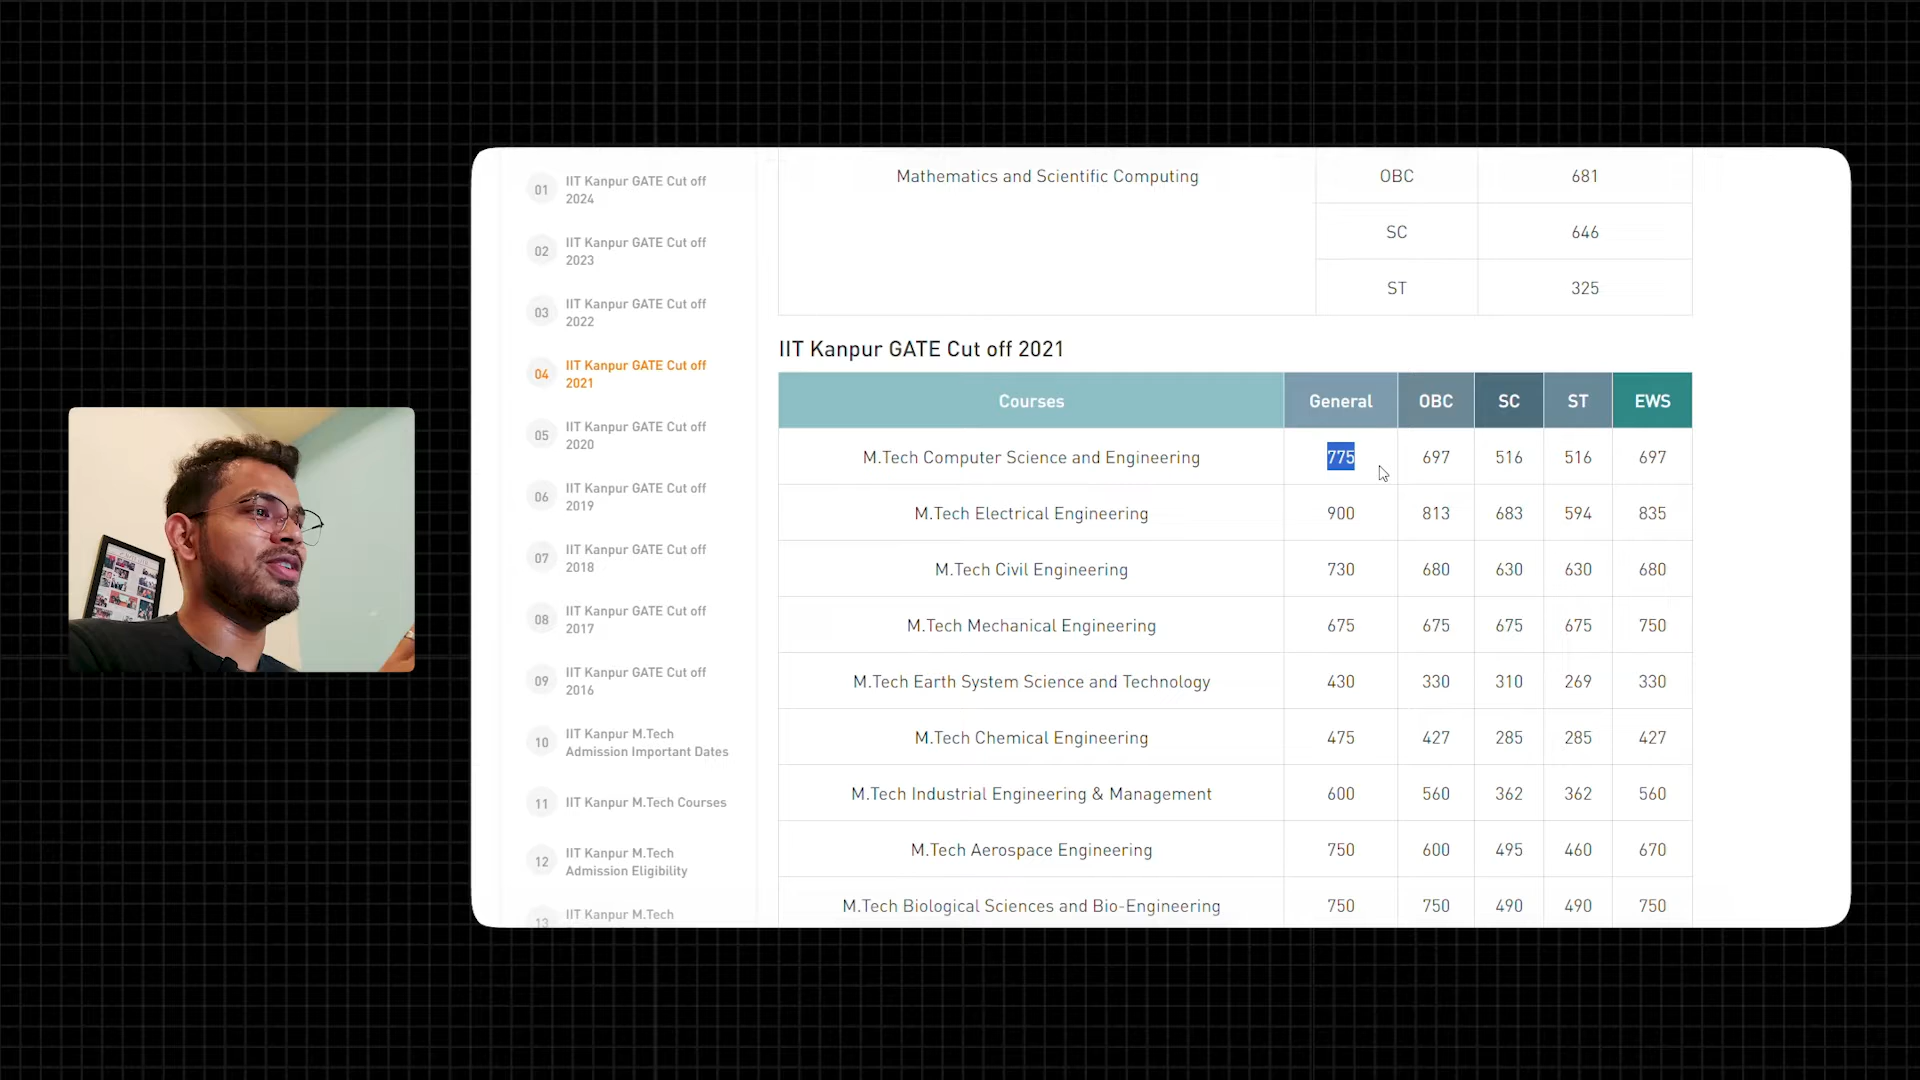 01 IIT Kanpur GATE Cut off
2024
02 IIT Kanpur GATE Cut off
2023
03 IIT Kanpur GATE Cut off
2022
04 IIT Kanpur GATE Cut off
2021
05 IIT Kanpur GATE Cut off
2020
06 IIT Kanpur GATE Cut off
2019
07 IIT Kanpur GATE Cut off
2018
08 IIT Kanpur GATE Cut off
2017
09 IIT Kanpur GATE Cut off
2016
10 IIT Kanpur M.Tech
Admission Important Dates
11 IIT Kanpur M.Tech Courses
12 IIT Kanpur M.Tech
Admission Eligibility
13 IIT Kanpur M.Tech
Mathematics and Scientific Computing OBC 681
SC 646
ST 325
IIT Kanpur GATE Cut off 2021
Courses General OBC SC ST EWS
M.Tech Computer Science and Engineering 775 697 516 516 697
M.Tech Electrical Engineering 900 813 683 594 835
M.Tech Civil Engineering 730 680 630 630 680
M.Tech Mechanical Engineering 675 675 675 675 750
M.Tech Earth System Science and Technology 430 330 310 269 330
M.Tech Chemical Engineering 475 427 285 285 427
M.Tech Industrial Engineering & Management 600 560 362 362 560
M.Tech Aerospace Engineering 750 600 495 460 670
M.Tech Biological Sciences and Bio-Engineering 750 750 490 490 750